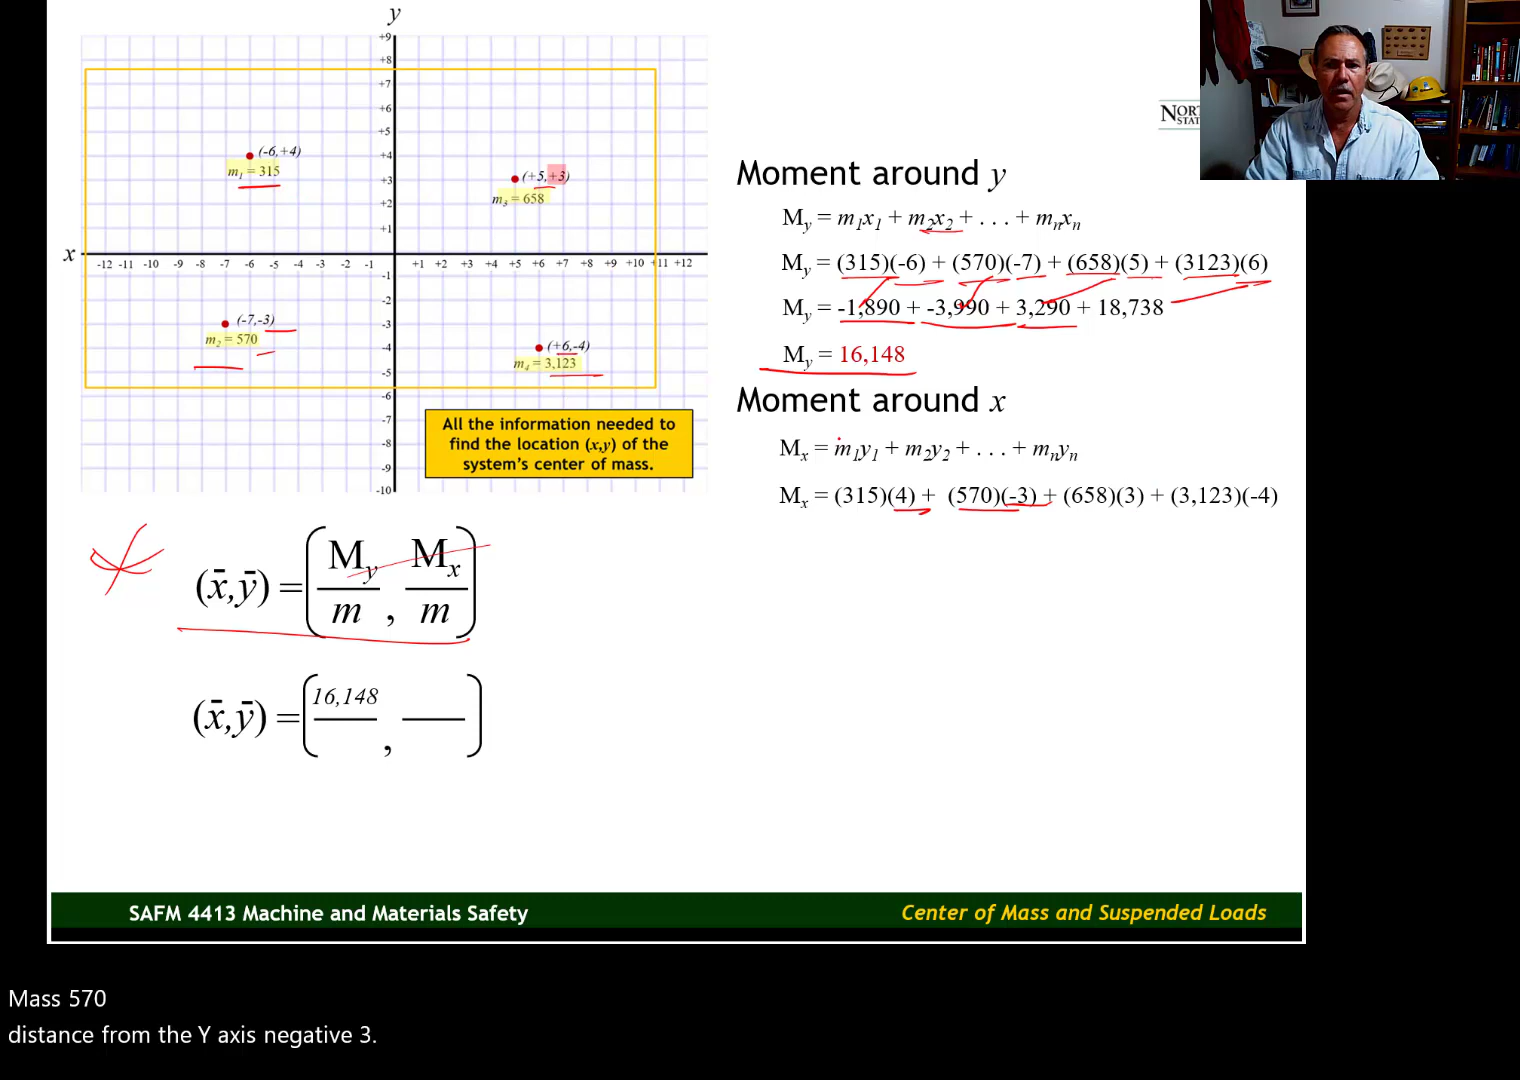 y
+9
+8
+7
+6
+5
+4
+3
+2
+1
(-6,+4)
m1 = 315
(+5,+3)
m3 = 658
x
-12 -11 -10 -9 -8 -7 -6 -5 -4 -3 -2 -1 +1 +2 +3 +4 +5 +6 +7 +8 +9 +10 +11 +12
-1
-2
-3
-4
-5
-6
-7
-8
-9
-10
(-7,-3)
m2 = 570
(+6,-4)
m4 = 3,123
All the information needed to
find the location (x,y) of the
system's center of mass.
(x̄,ȳ) = [My/m , Mx/m]
(x̄,ȳ) = [16,148/ , ]
NOR
STAT
Moment around y
My = m1x1 + m2x2 + . . . + mnxn
My = (315)(-6) + (570)(-7) + (658)(5) + (3123)(6)
My = -1,890 + -3,990 + 3,290 + 18,738
My = 16,148
Moment around x
Mx = m1y1 + m2y2 + . . . + mnyn
Mx = (315)(4) + (570)(-3) + (658)(3) + (3,123)(-4)
SAFM 4413 Machine and Materials Safety
Center of Mass and Suspended Loads
Mass 570
distance from the Y axis negative 3.